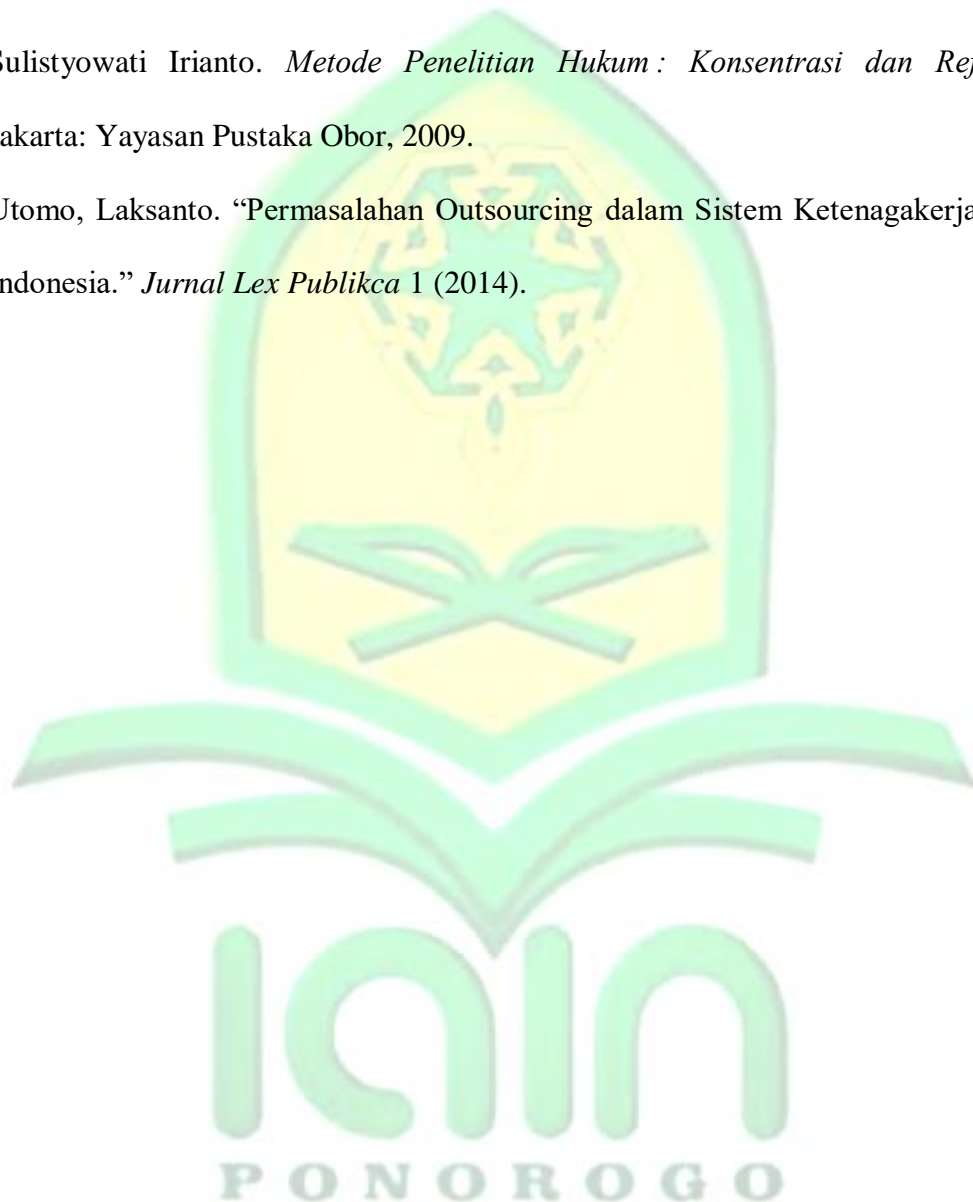 Sulistyowati Irianto. Metode Penelitian Hukum : Konsentrasi dan Ref
akarta: Yayasan Pustaka Obor, 2009.
Utomo, Laksanto. “Permasalahan Outsourcing dalam Sistem Ketenagakerja
ndonesia.” Jurnal Lex Publikca 1 (2014).
iain
PONOROGO